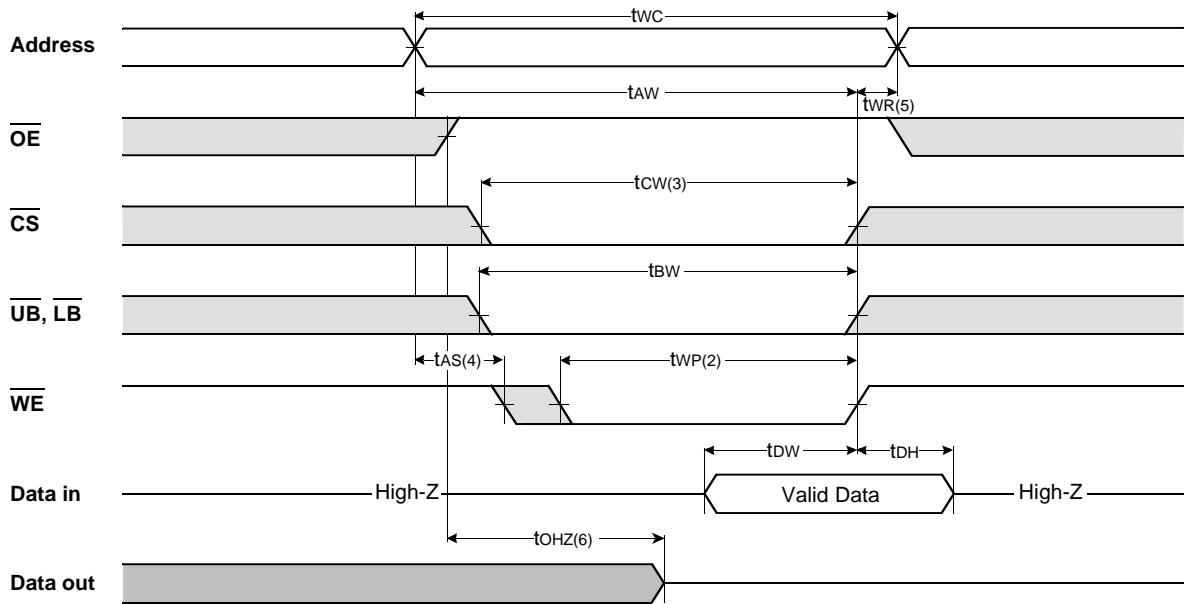 tWC
Address
tAW
tWR(5)
OE
tCW(3)
CS
tBW
UB, LB
tAS(4)
tWP(2)
WE
tDW
tDH
Data in
High-Z
Valid Data
High-Z
tOHZ(6)
Data out